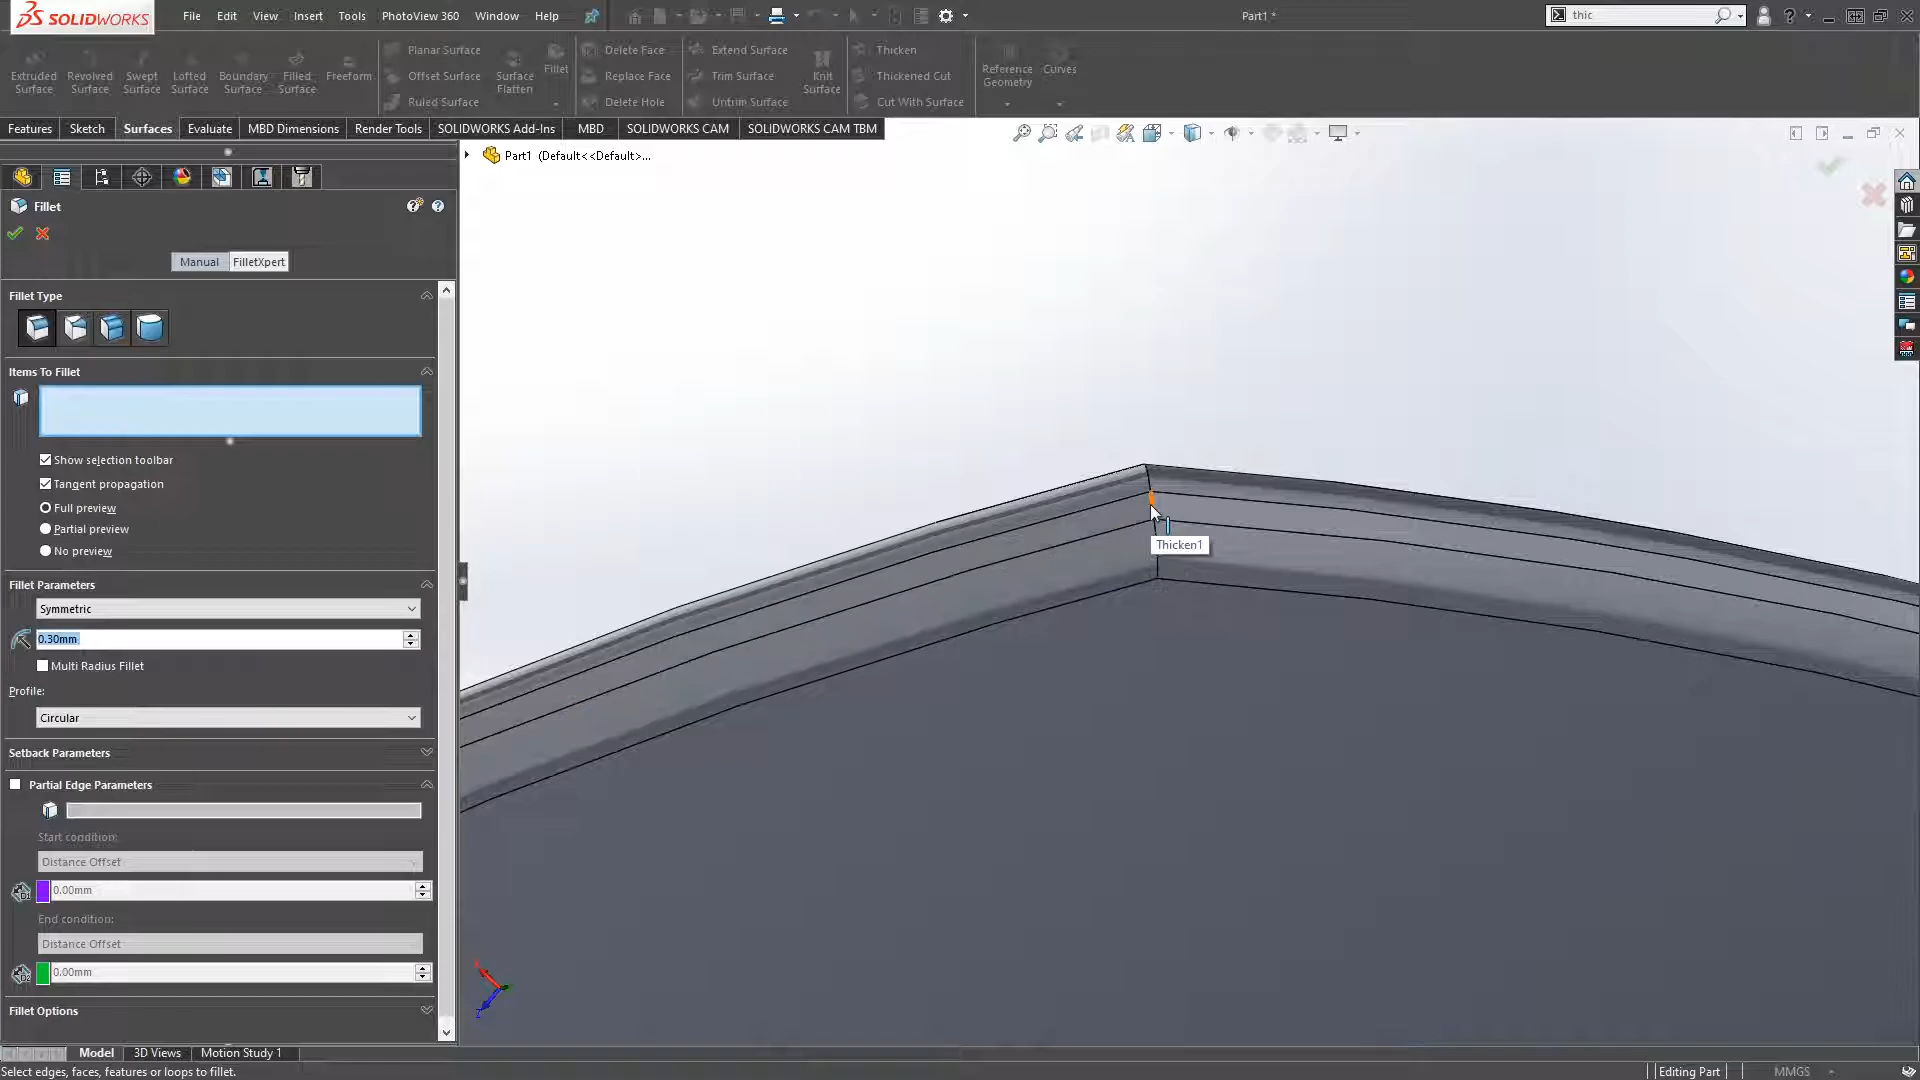 SOLIDWORKS
File Edit View Insert Tools PhotoView 360 Window Help
Part1 *
thic
Extruded Surface
Revolved Surface
Swept Surface
Lofted Surface
Boundary Surface
Filled Surface
Freeform
Planar Surface
Offset Surface
Ruled Surface
Surface Flatten
Fillet
Delete Face
Replace Face
Delete Hole
Extend Surface
Trim Surface
Untrim Surface
Knit Surface
Thicken
Thickened Cut
Cut With Surface
Reference Geometry
Curves
Features Sketch Surfaces Evaluate MBD Dimensions Render Tools SOLIDWORKS Add-Ins MBD SOLIDWORKS CAM SOLIDWORKS CAM TBM
Part1 (Default<<Default>...
Fillet
Manual FilletXpert
Fillet Type
Items To Fillet
Show selection toolbar
Tangent propagation
Full preview
Partial preview
No preview
Fillet Parameters
Symmetric
0.30mm
Multi Radius Fillet
Profile:
Circular
Setback Parameters
Partial Edge Parameters
Start condition:
Distance Offset
0.00mm
End condition:
Distance Offset
0.00mm
Fillet Options
Thicken1
Z
Model 3D Views Motion Study 1
Select edges, faces, features or loops to fillet.
Editing Part
MMGS